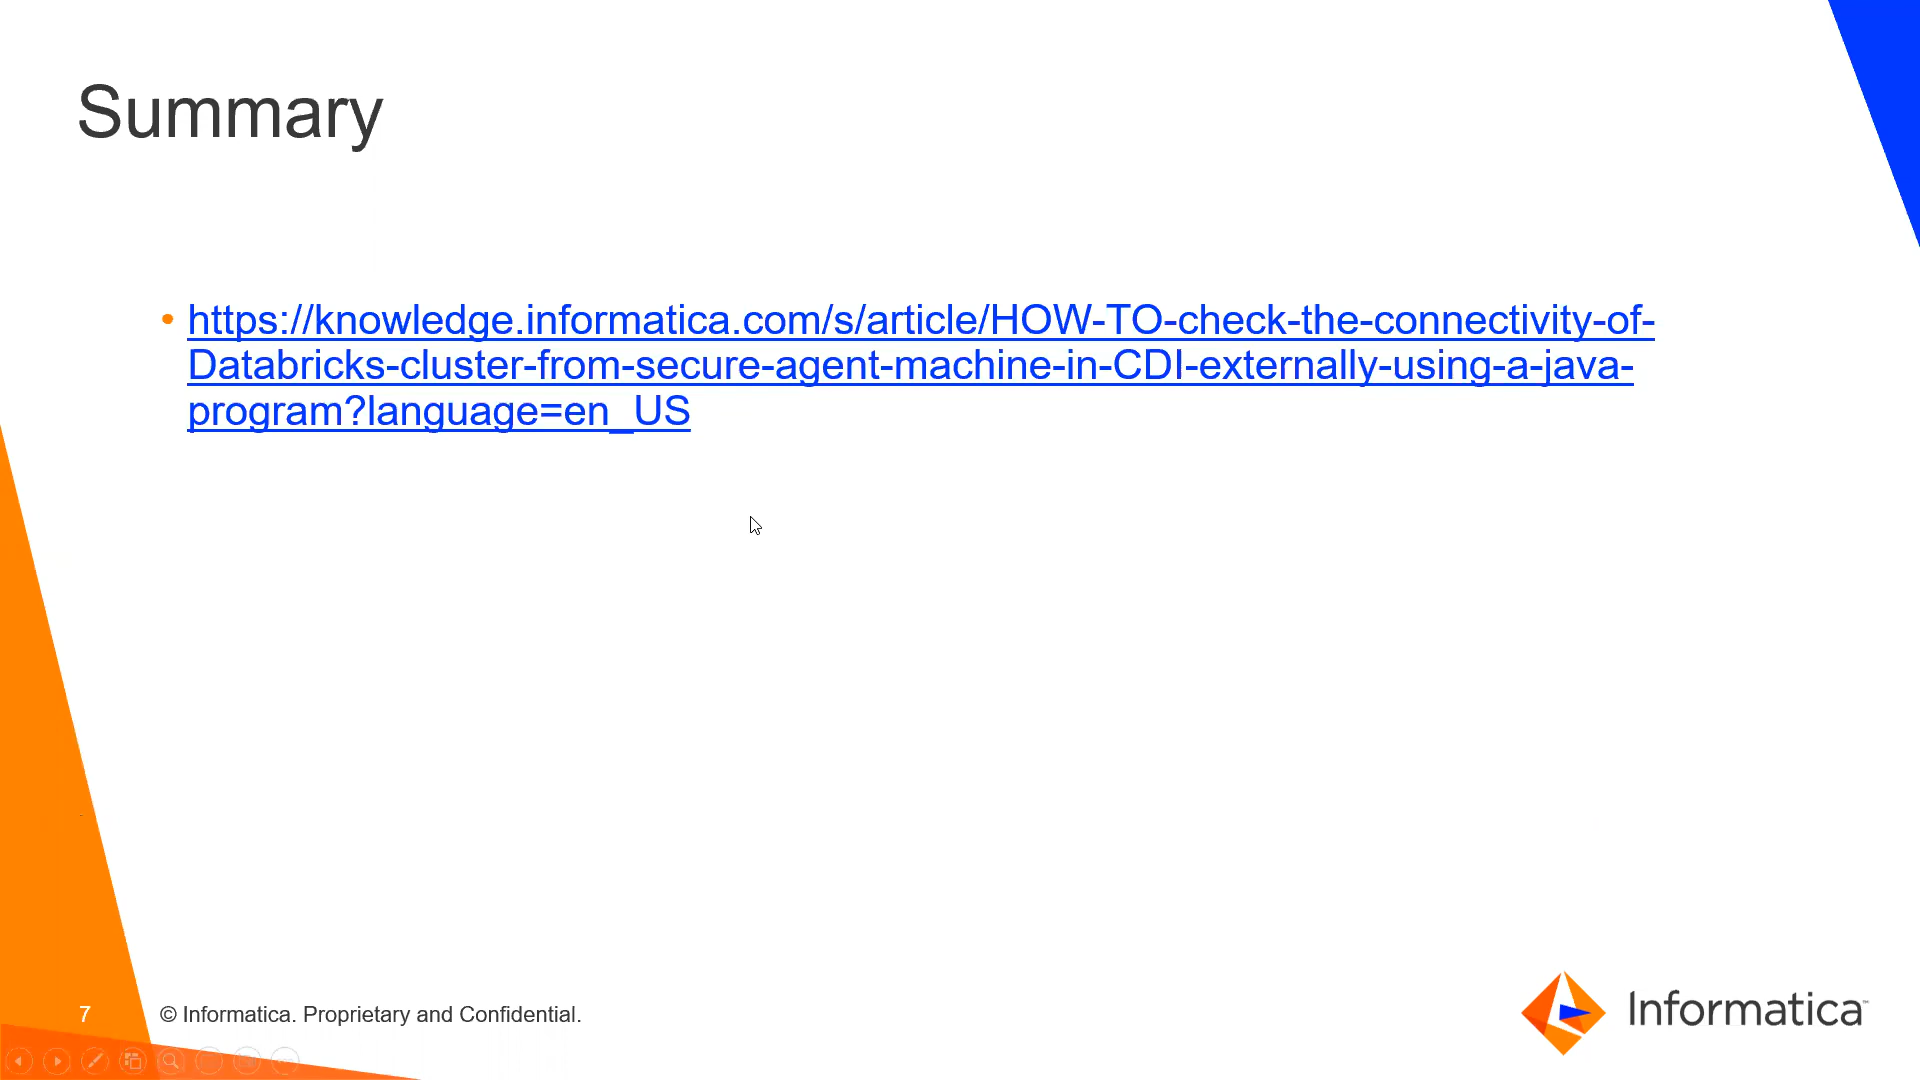 Summary
• https://knowledge.informatica.com/s/article/HOW-TO-check-the-connectivity-of-
Databricks-cluster-from-secure-agent-machine-in-CDI-externally-using-a-java-
program?language=en_US
7 © Informatica. Proprietary and Confidential.
Informatica™